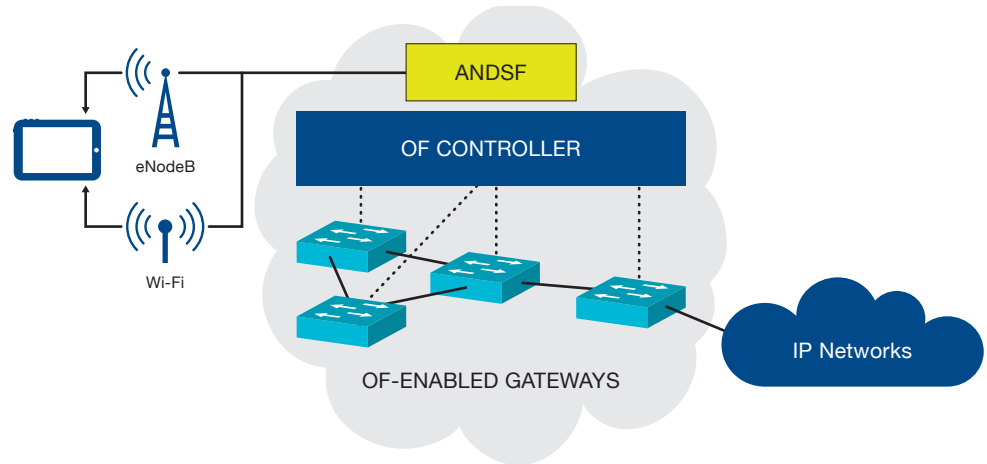 ANDSF
OF CONTROLLER
eNodeB
Wi-Fi
IP Networks
OF-ENABLED GATEWAYS